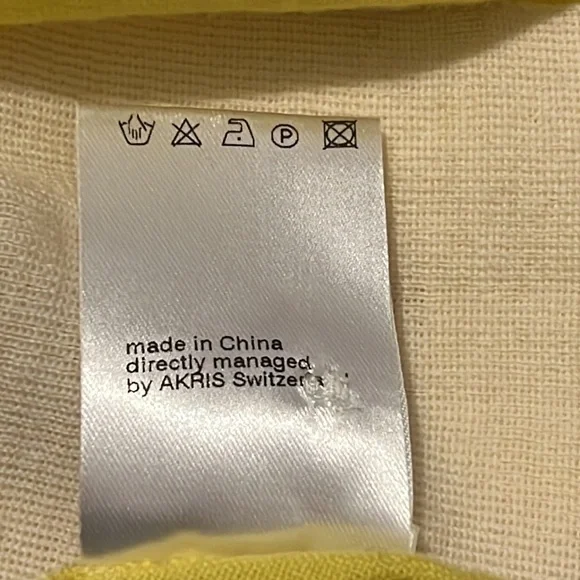 P
made in China
directly managed
by AKRIS